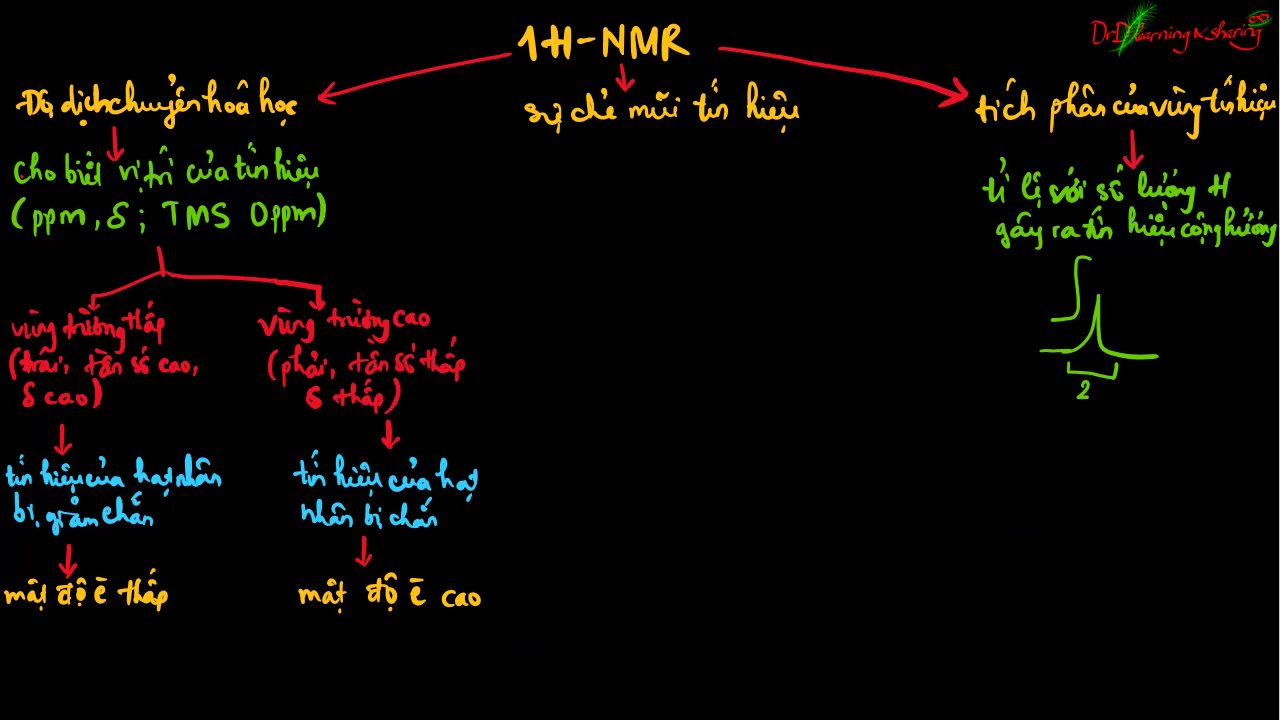 1H-NMR
Dr.D learning & sharing
Độ dịch chuyển hoá học
cho biết vị trí của tín hiệu
(ppm, δ; TMS 0ppm)
vùng trường thấp
(trái, tần số cao,
δ cao)
tín hiệu của hạt nhân
bị giảm chắn
mật độ ē thấp
vùng trường cao
(phải, tần số thấp
δ thấp)
tín hiệu của hạt
nhân bị chắn
mật độ ē cao
sự chẻ mũi tín hiệu
tích phân của vùng tín hiệu
tỉ lệ với số lượng H
gây ra tín hiệu cộng hưởng
2